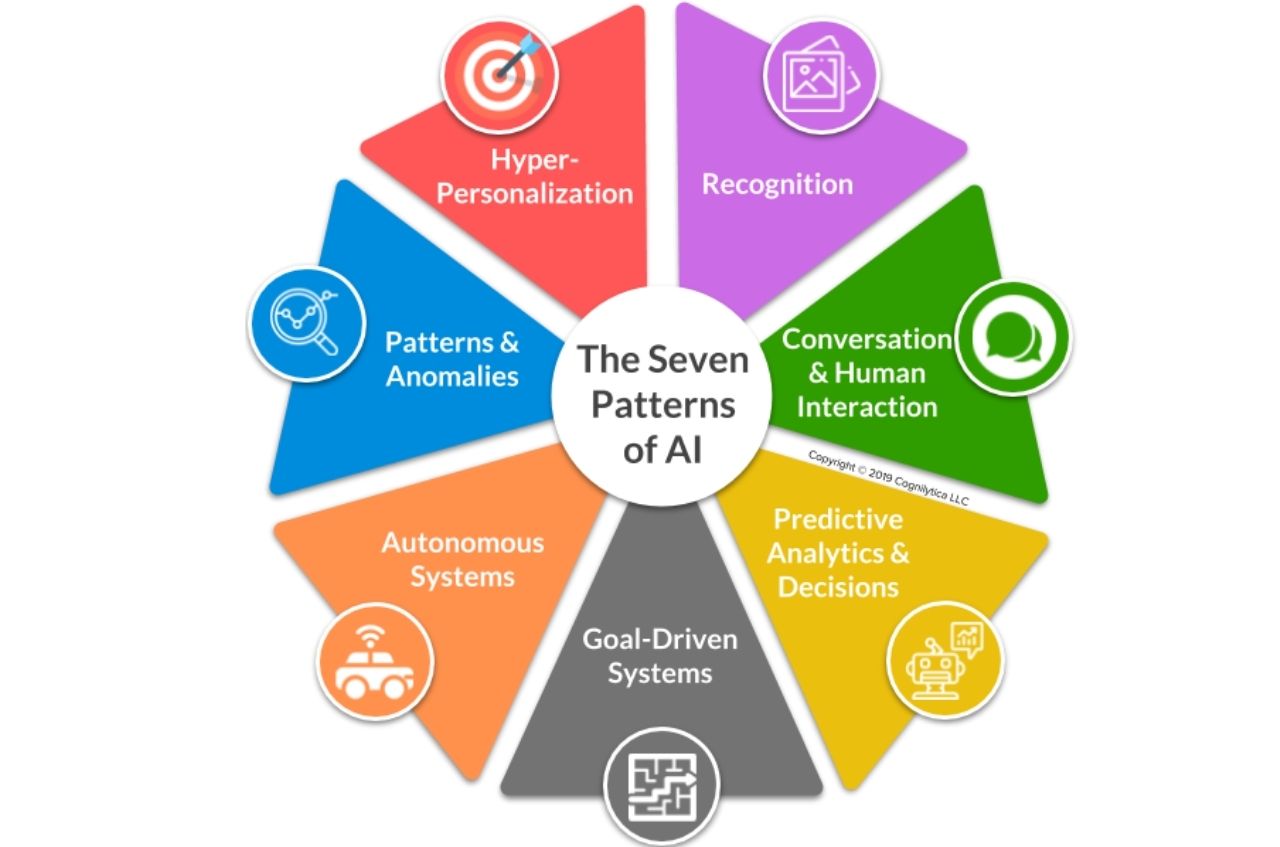 The Seven
Patterns
of AI
Recognition
Conversation
& Human
Interaction
Copyright © 2019 Cognilytica LLC
Predictive
Analytics &
Decisions
Goal-Driven
Systems
Autonomous
Systems
Patterns &
Anomalies
Hyper-
Personalization